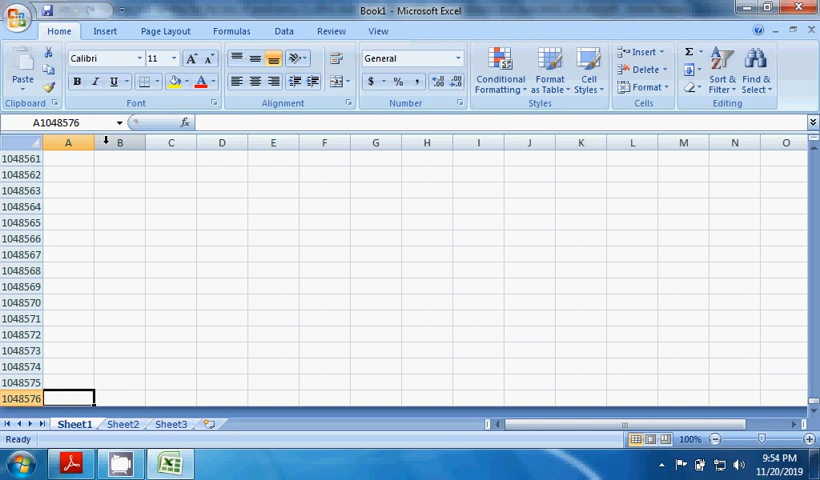 Book1 - Microsoft Excel
Home Insert Page Layout Formulas Data Review View
Paste
Clipboard
Calibri 11
B I U
Font
Alignment
General
$ % ,
Number
Conditional Formatting
Format as Table
Cell Styles
Styles
Insert
Delete
Format
Cells
Σ
Sort & Filter
Find & Select
Editing
A1048576 fx
A B C D E F G H I J K L M N O
1048561
1048562
1048563
1048564
1048565
1048566
1048567
1048568
1048569
1048570
1048571
1048572
1048573
1048574
1048575
1048576
Sheet1 Sheet2 Sheet3
Ready 100%
9:54 PM
11/20/2019